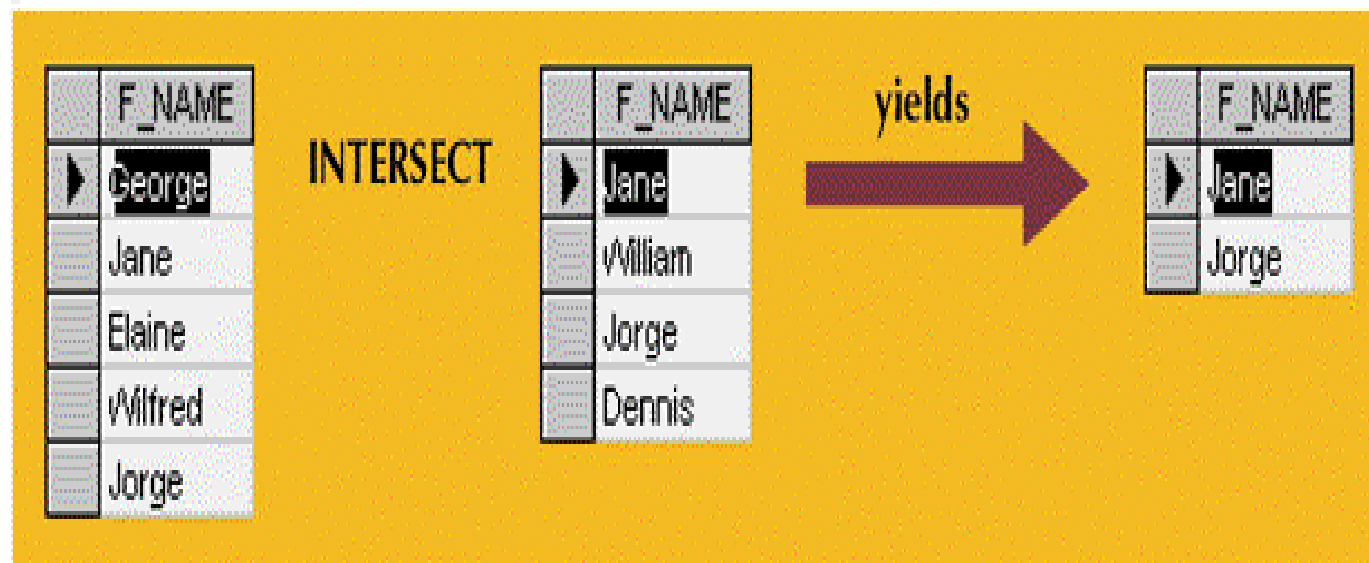 F_NAME
George
Jane
Elaine
Wilfred
Jorge
INTERSECT
F_NAME
Jane
William
Jorge
Dennis
yields
F_NAME
Jane
Jorge